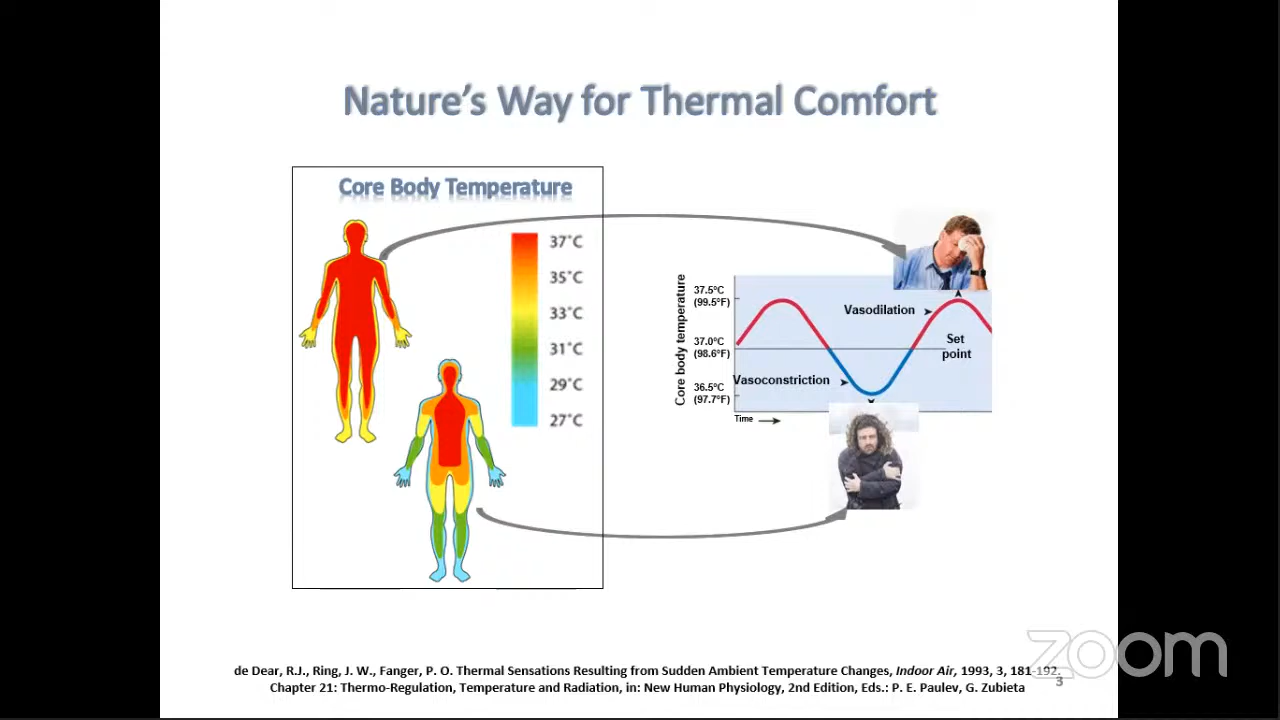 Nature's Way for Thermal Comfort
Core Body Temperature
37°C
35°C
33°C
31°C
29°C
27°C
Core body temperature
37.5°C
(99.5°F)
37.0°C
(98.6°F)
36.5°C
(97.7°F)
Vasodilation
Set
point
Vasoconstriction
Time
de Dear, R.J., Ring, J. W., Fanger, P. O. Thermal Sensations Resulting from Sudden Ambient Temperature Changes, Indoor Air, 1993, 3, 181-192.
Chapter 21: Thermo-Regulation, Temperature and Radiation, in: New Human Physiology, 2nd Edition, Eds.: P. E. Paulev, G. Zubieta
3
zoom